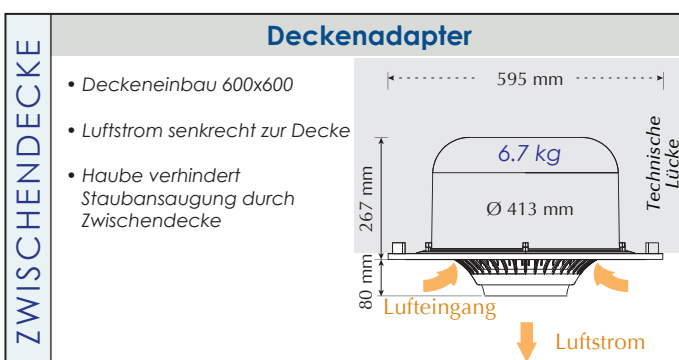 ZWISCHENDECKE
Deckenadapter
• Deckeneinbau 600x600
• Luftstrom senkrecht zur Decke
• Haube verhindert
Staubansaugung durch
Zwischendecke
595 mm
6.7 kg
Ø 413 mm
267 mm
80 mm
Technische
Lücke
Lufteingang
Luftstrom